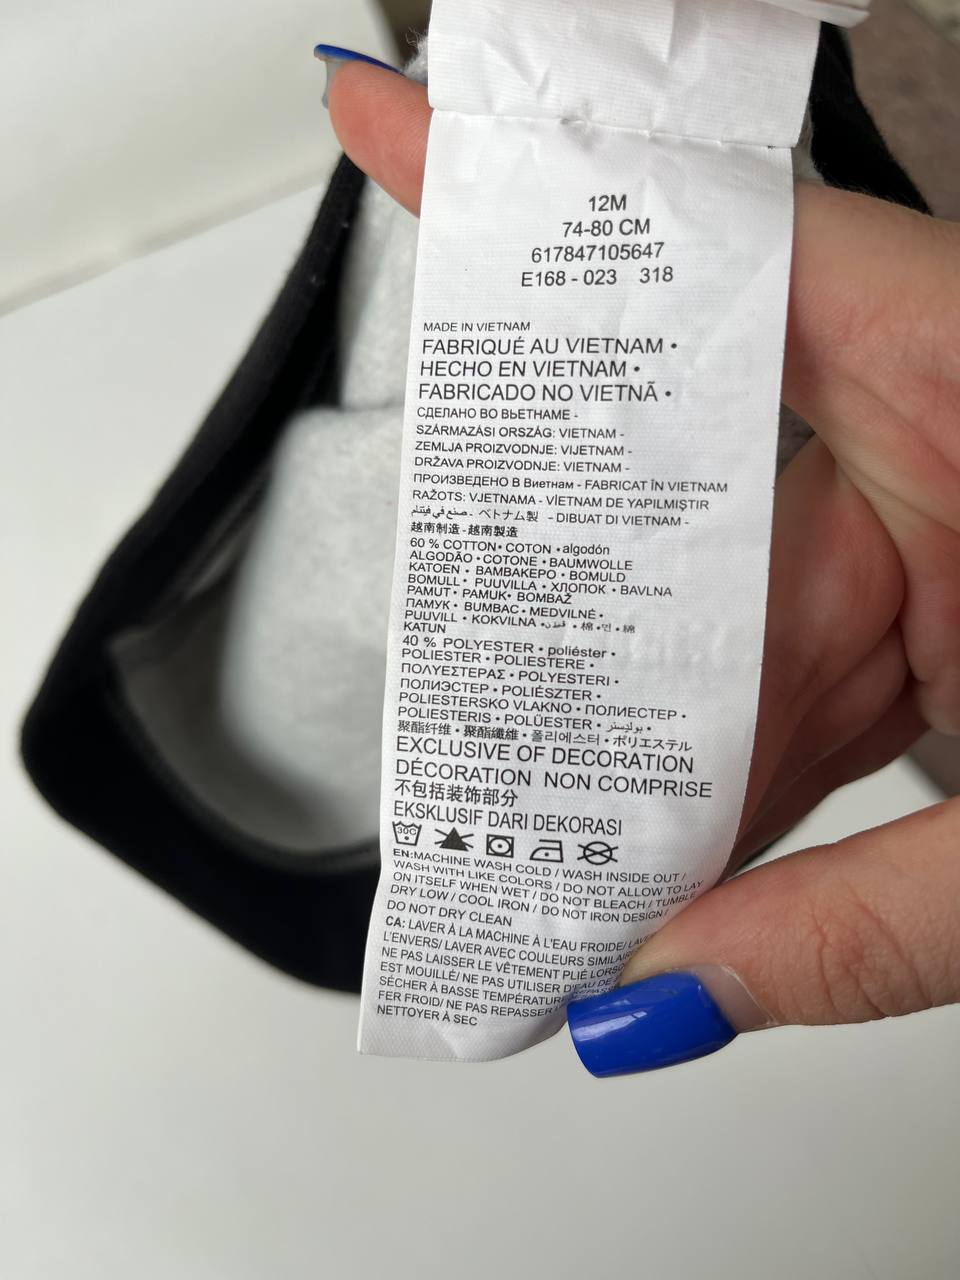 12M
74-80 CM
617847105647
E168 - 023 318
MADE IN VIETNAM
FABRIQUÉ AU VIETNAM •
HECHO EN VIETNAM •
FABRICADO NO VIETNÃ •
СДЕЛАНО ВО ВЬЕТНАМЕ -
SZÁRMAZÁSI ORSZÁG: VIETNAM -
ZEMLJA PROIZVODNJE: VIJETNAM -
DRŽAVA PROIZVODNJE: VIETNAM -
ПРОИЗВЕДЕНО В Виетнам - FABRICAT ÎN VIETNAM
RAŽOTS: VJETNAMA - VİETNAM DE YAPILMIŞTIR
صنع في فيتنام - ベトナム製 - DIBUAT DI VIETNAM -
越南制造 - 越南製造
60 % COTTON • COTON • algodón
ALGODÃO • COTONE • BAUMWOLLE
KATOEN • ΒΑΜΒΑΚΕΡΟ • BOMULD
BOMULL • PUUVILLA • ХЛОПОК • BAVLNA
PAMUT • PAMUK • BOMBAŽ
ПАМУК • BUMBAC • MEDVILNĖ •
PUUVILL • KOKVILNA • قطن • 棉 • 면 • 綿
KATUN
40 % POLYESTER • poliéster •
POLIESTER • POLIESTERE •
ΠΟΛΥΕΣΤΕΡΑΣ • POLYESTERI •
ПОЛИЭСТЕР • POLIÉSZTER •
POLIESTERSKO VLAKNO • ПОЛИЕСТЕР •
POLIESTERIS • POLÜESTER • بوليستر •
聚酯纤维 • 聚酯纖維 • 폴리에스터 • ポリエステル
EXCLUSIVE OF DECORATION
DÉCORATION NON COMPRISE
不包括装饰部分
EKSKLUSIF DARI DEKORASI
30C
EN:MACHINE WASH COLD / WASH INSIDE OUT /
WASH WITH LIKE COLORS / DO NOT ALLOW TO LAY
ON ITSELF WHEN WET / DO NOT BLEACH / TUMBLE
DRY LOW / COOL IRON / DO NOT IRON DESIGN /
DO NOT DRY CLEAN
CA: LAVER À LA MACHINE À L'EAU FROIDE/
L'ENVERS/ LAVER AVEC COULEURS
NE PAS LAISSER LE VÊTEMENT PLIÉ
EST MOUILLÉ/ NE PAS UTILISER D'EAU DE
SÉCHER À BASSE TEMPÉRATURE
FER FROID/ NE PAS REPASSER
NETTOYER À SEC